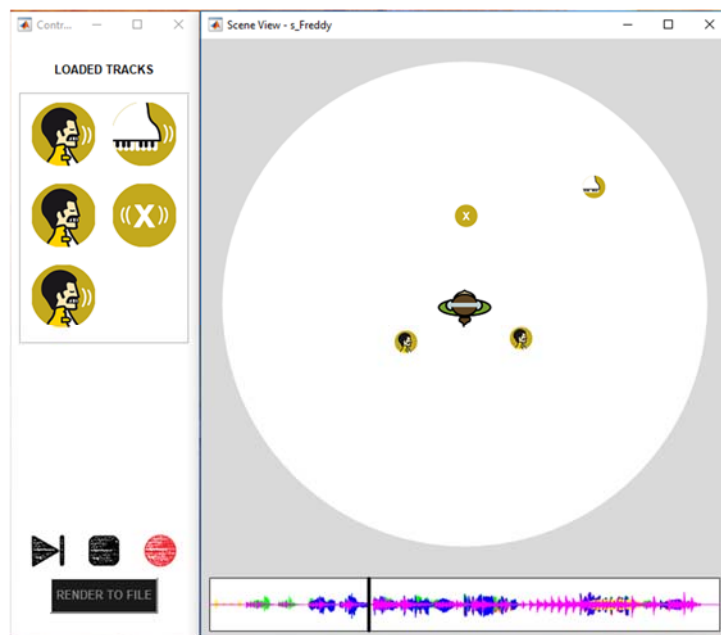 Contr...
Scene View - s_Freddy
LOADED TRACKS
((X))
X
RENDER TO FILE